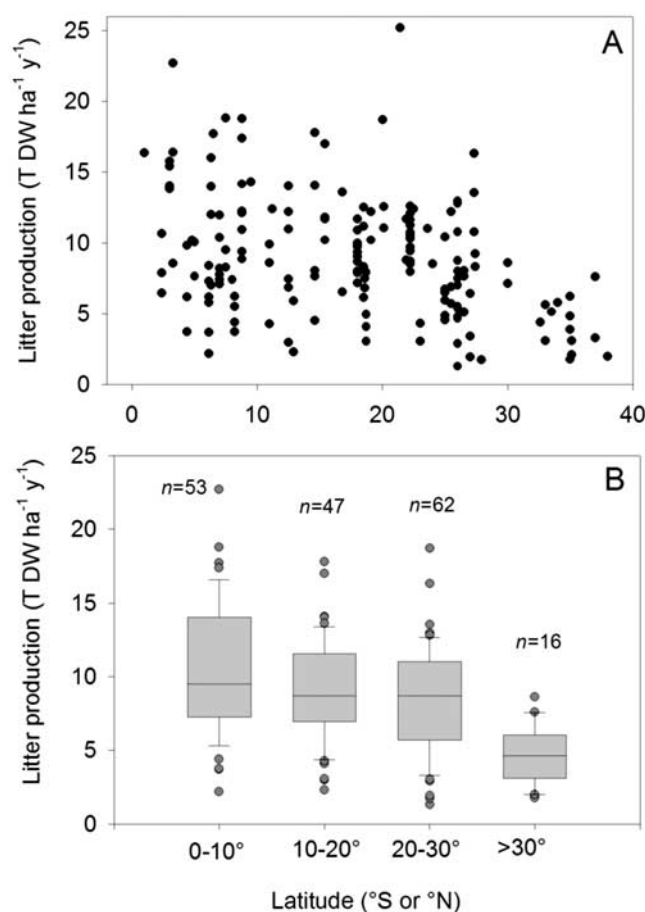 A
Litter production (T DW ha⁻¹ y⁻¹)
25
20
15
10
5
0
0 10 20 30 40
B
Litter production (T DW ha⁻¹ y⁻¹)
25
20
15
10
5
0
n=53
n=47
n=62
n=16
0-10° 10-20° 20-30° >30°
Latitude (°S or °N)